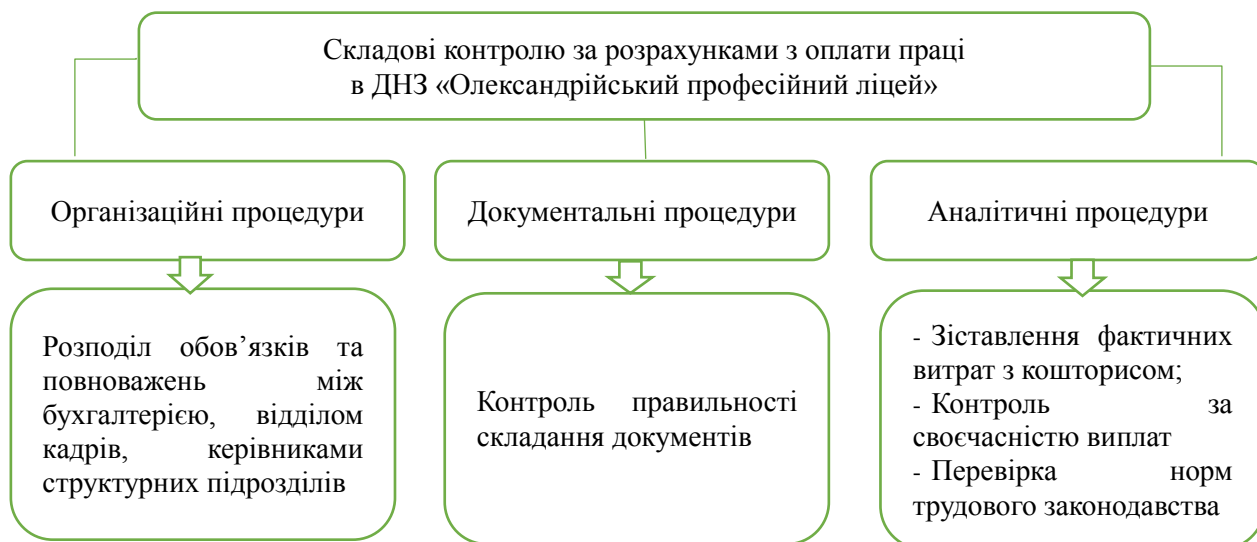 Складові контролю за розрахунками з оплати праці
в ДНЗ «Олександрійський професійний ліцей»
Організаційні процедури
Документальні процедури
Аналітичні процедури
Розподіл обов’язків та
повноважень між
бухгалтерією, відділом
кадрів, керівниками
структурних підрозділів
Контроль правильності
складання документів
- Зіставлення фактичних
витрат з кошторисом;
- Контроль за
своєчасністю виплат
- Перевірка норм
трудового законодавства